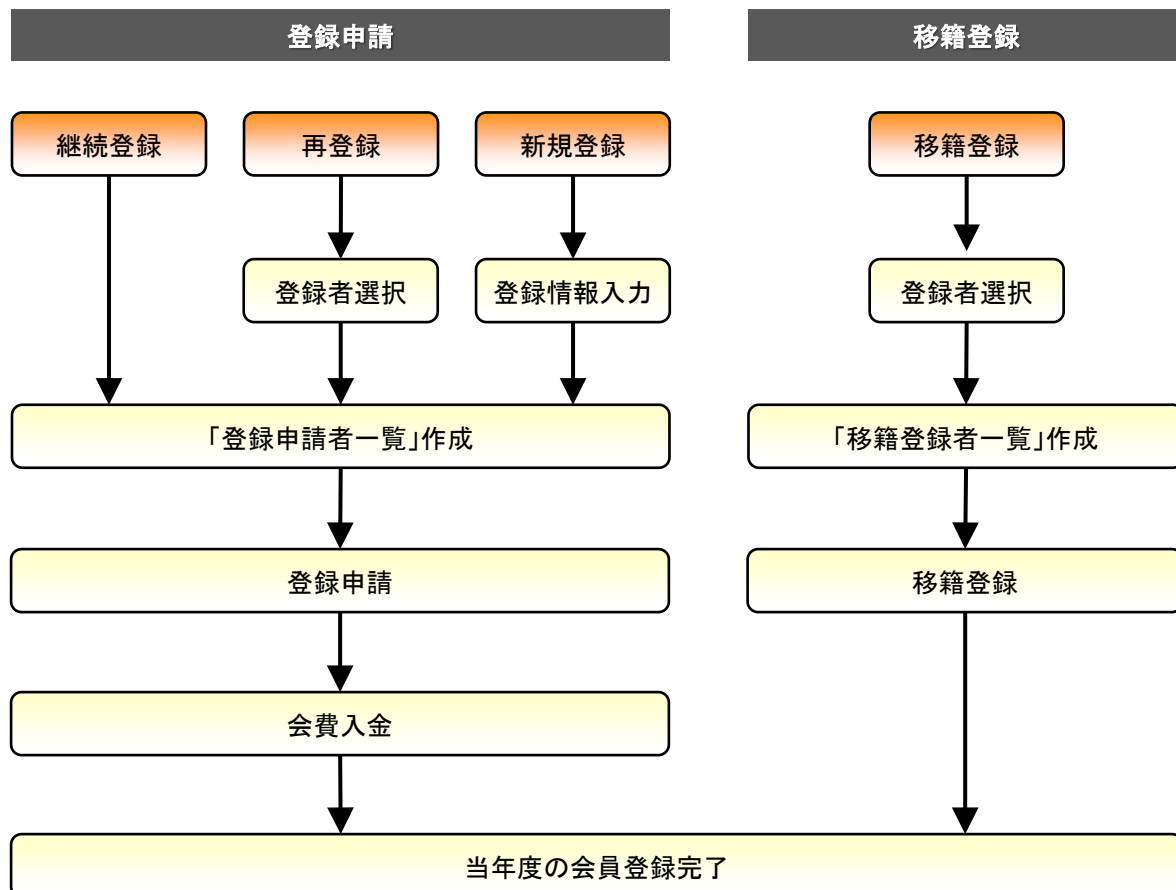 登録申請
移籍登録
継続登録
再登録
新規登録
移籍登録
登録者選択
登録情報入力
登録者選択
「登録申請者一覧」作成
「移籍登録者一覧」作成
登録申請
移籍登録
会費入金
当年度の会員登録完了